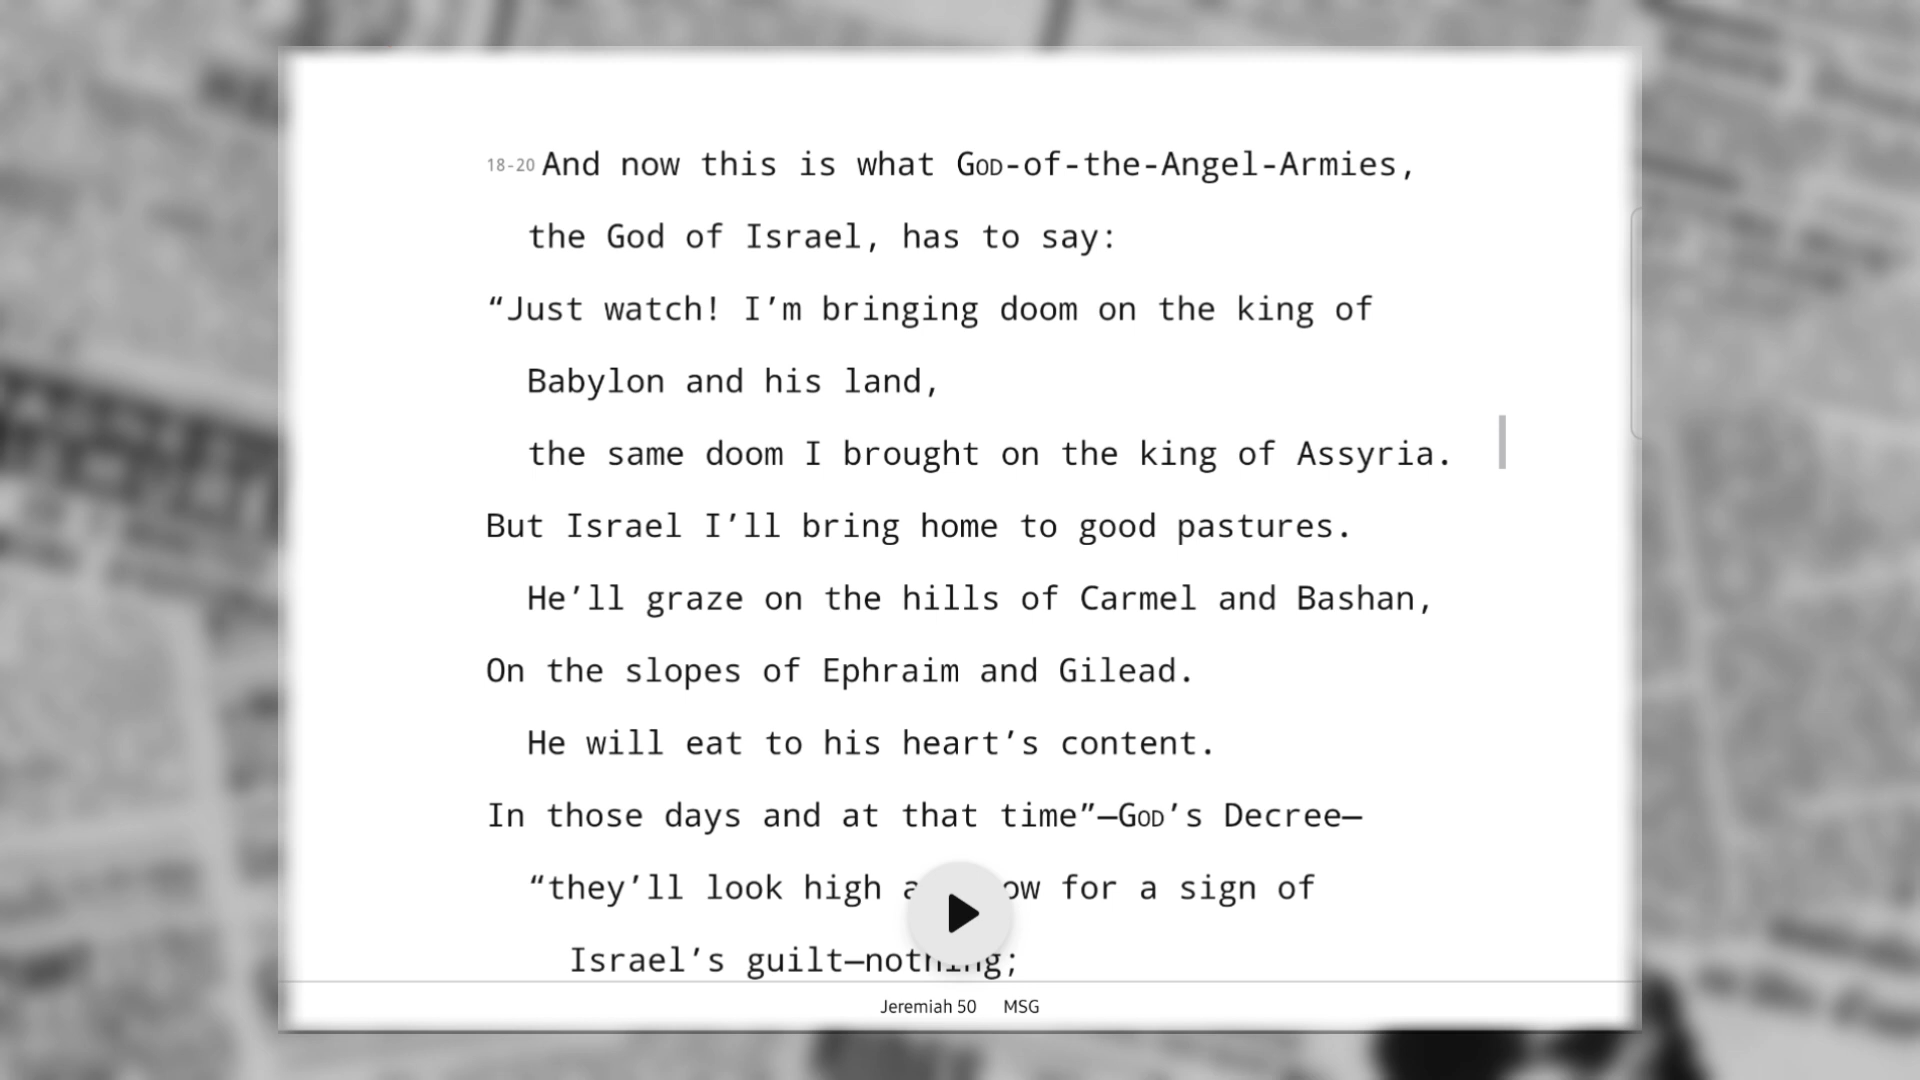 18-20 And now this is what GOD-of-the-Angel-Armies,
the God of Israel, has to say:
“Just watch! I’m bringing doom on the king of
Babylon and his land,
the same doom I brought on the king of Assyria.
But Israel I’ll bring home to good pastures.
He’ll graze on the hills of Carmel and Bashan,
On the slopes of Ephraim and Gilead.
He will eat to his heart’s content.
In those days and at that time”—GOD’s Decree—
“they’ll look high for a sign of
Israel’s guilt—nothing;
Jeremiah 50 MSG